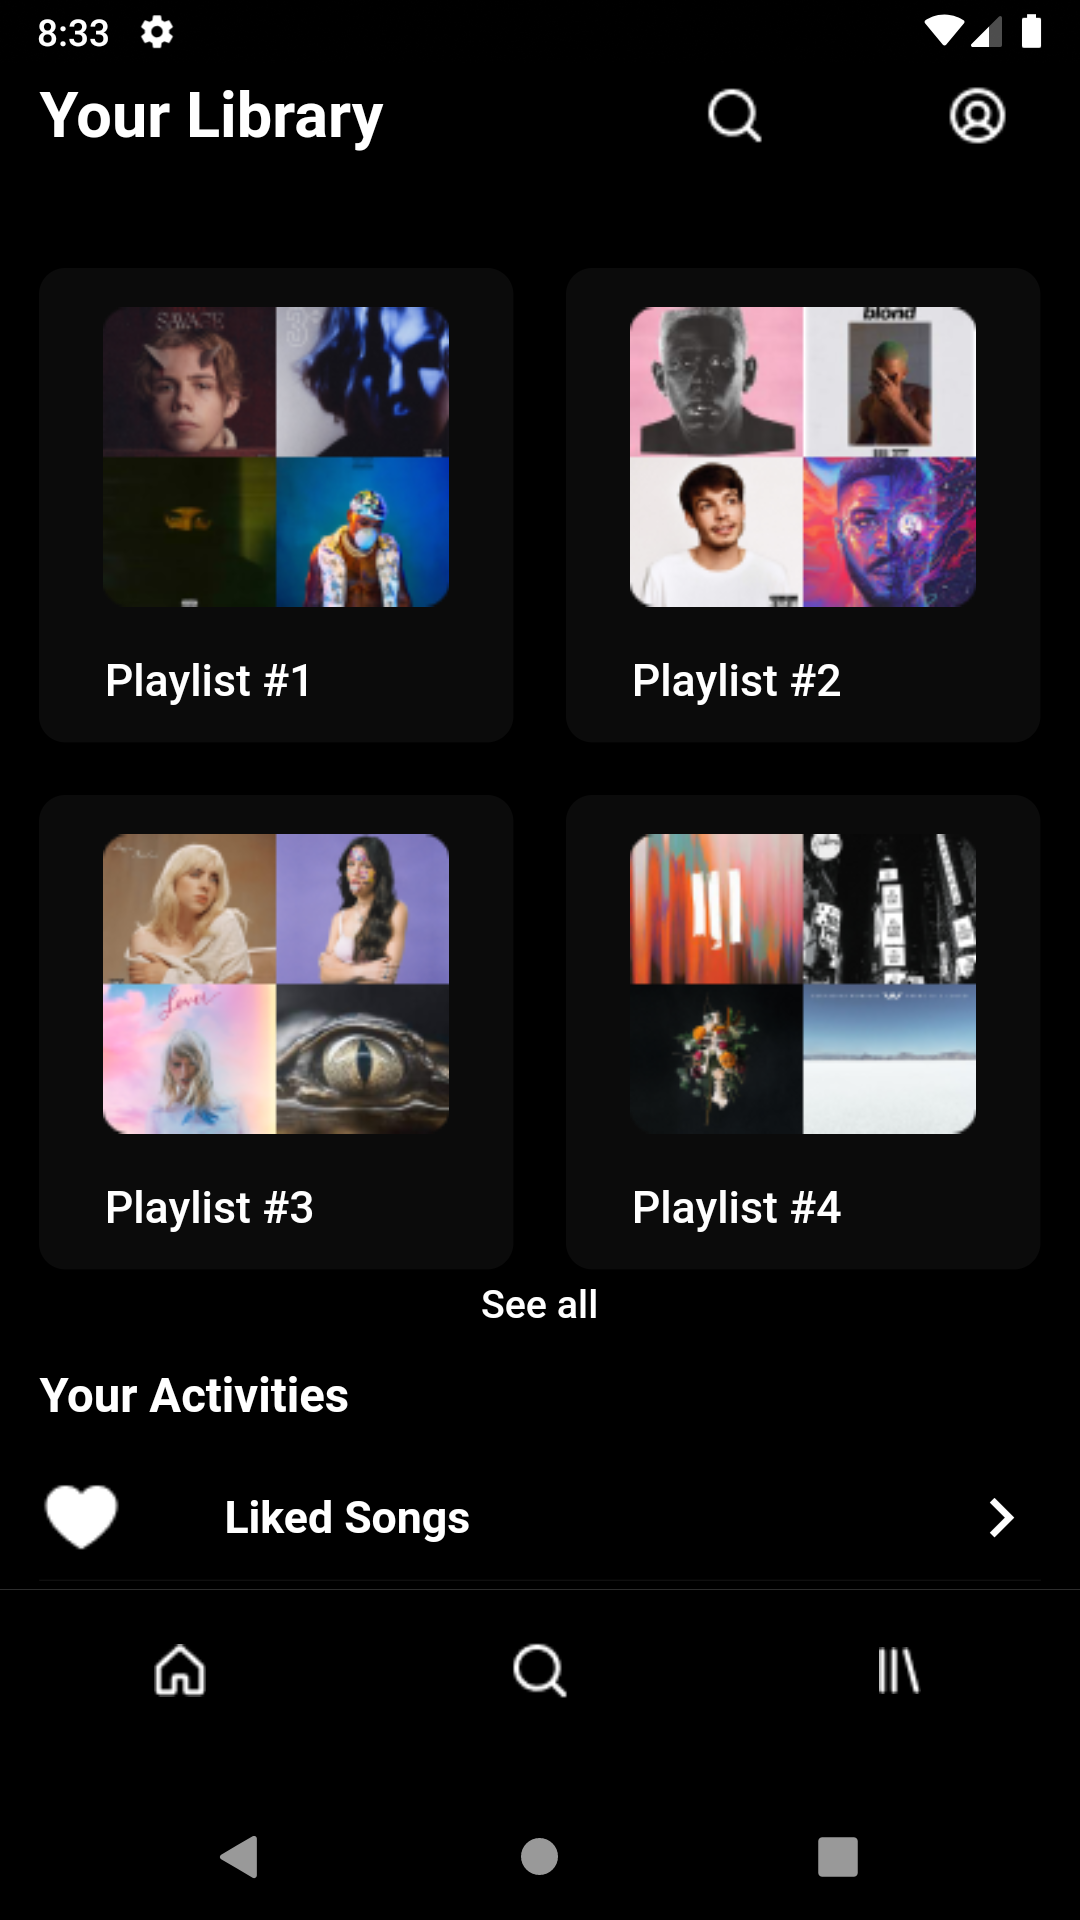 8:33
Your Library
SAVAGE
blond
Playlist #1
Playlist #2
Lover
Playlist #3
Playlist #4
See all
Your Activities
Liked Songs